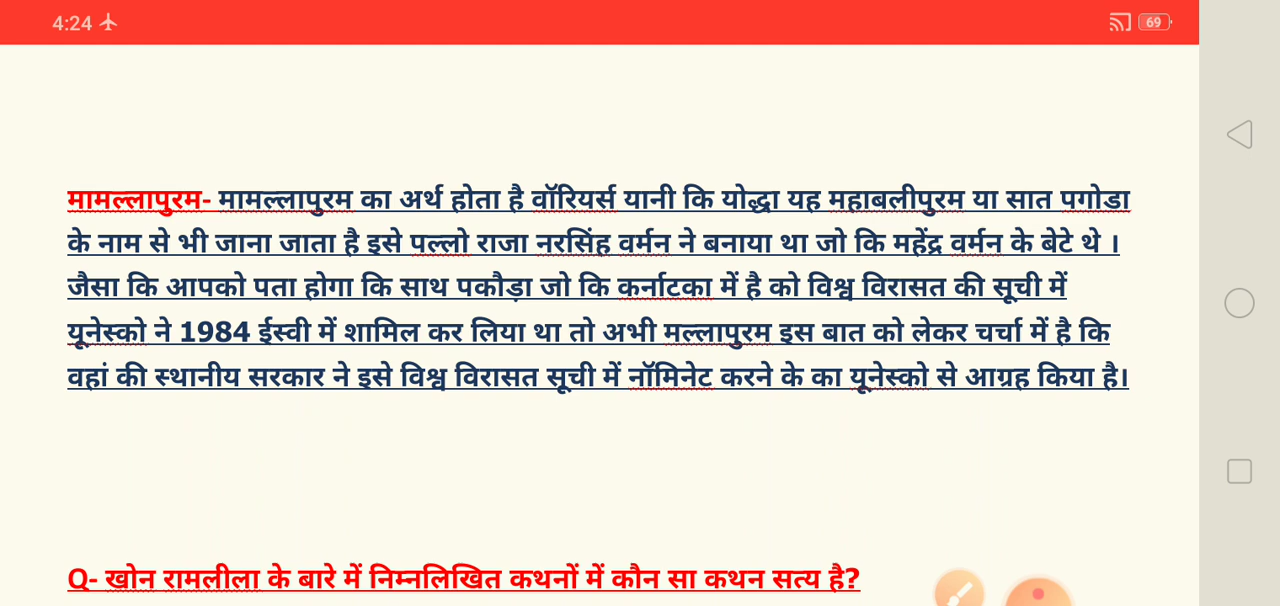 4:24
69
मामल्लापुरम- मामल्लापुरम का अर्थ होता है वॉरियर्स यानी कि योद्धा यह महाबलीपुरम या सात पगोडा
के नाम से भी जाना जाता है इसे पल्लो राजा नरसिंह वर्मन ने बनाया था जो कि महेंद्र वर्मन के बेटे थे ।
जैसा कि आपको पता होगा कि साथ पकौड़ा जो कि कर्नाटका में है को विश्व विरासत की सूची में
यूनेस्को ने 1984 ईस्वी में शामिल कर लिया था तो अभी मल्लापुरम इस बात को लेकर चर्चा में है कि
वहां की स्थानीय सरकार ने इसे विश्व विरासत सूची में नॉमिनेट करने के का यूनेस्को से आग्रह किया है।
Q- खोन रामलीला के बारे में निम्नलिखित कथनों में कौन सा कथन सत्य है?